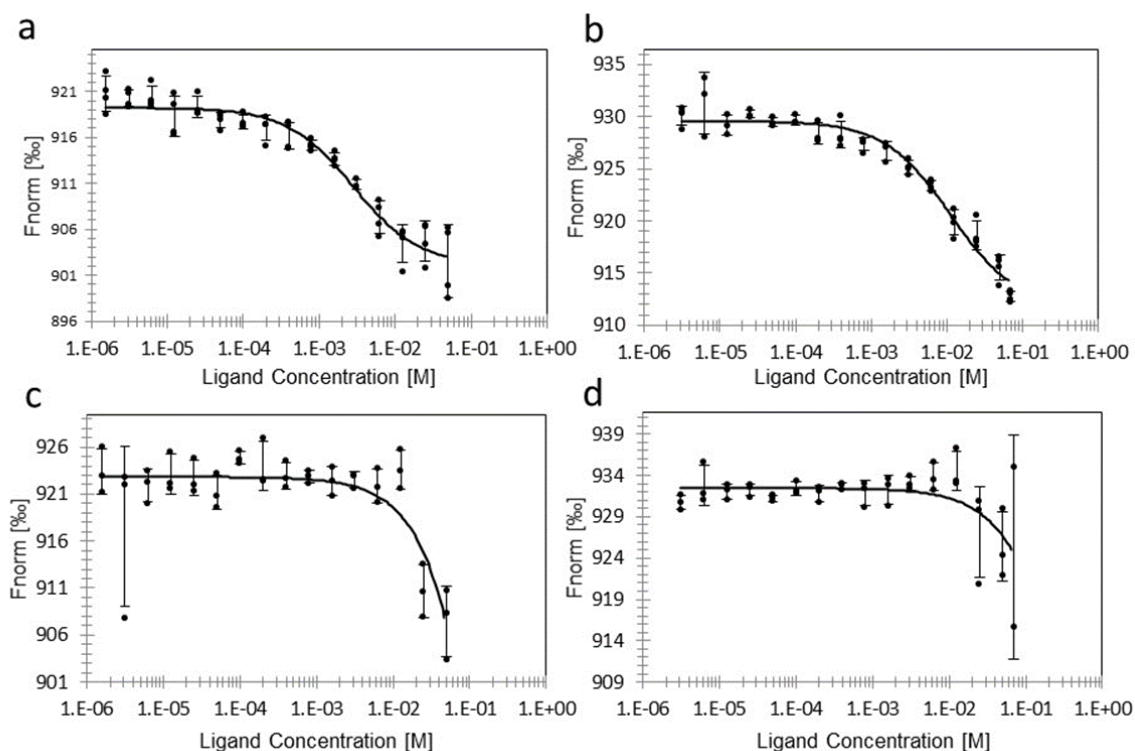 a
921
916
911
906
901
896
Fnorm [‰]
1.E-06 1.E-05 1.E-04 1.E-03 1.E-02 1.E-01 1.E+00
Ligand Concentration [M]
b
935
930
925
920
915
910
Fnorm [‰]
1.E-06 1.E-05 1.E-04 1.E-03 1.E-02 1.E-01 1.E+00
Ligand Concentration [M]
c
926
921
916
911
906
901
Fnorm [‰]
1.E-06 1.E-05 1.E-04 1.E-03 1.E-02 1.E-01 1.E+00
Ligand Concentration [M]
d
939
934
929
924
919
914
909
Fnorm [‰]
1.E-06 1.E-05 1.E-04 1.E-03 1.E-02 1.E-01 1.E+00
Ligand Concentration [M]